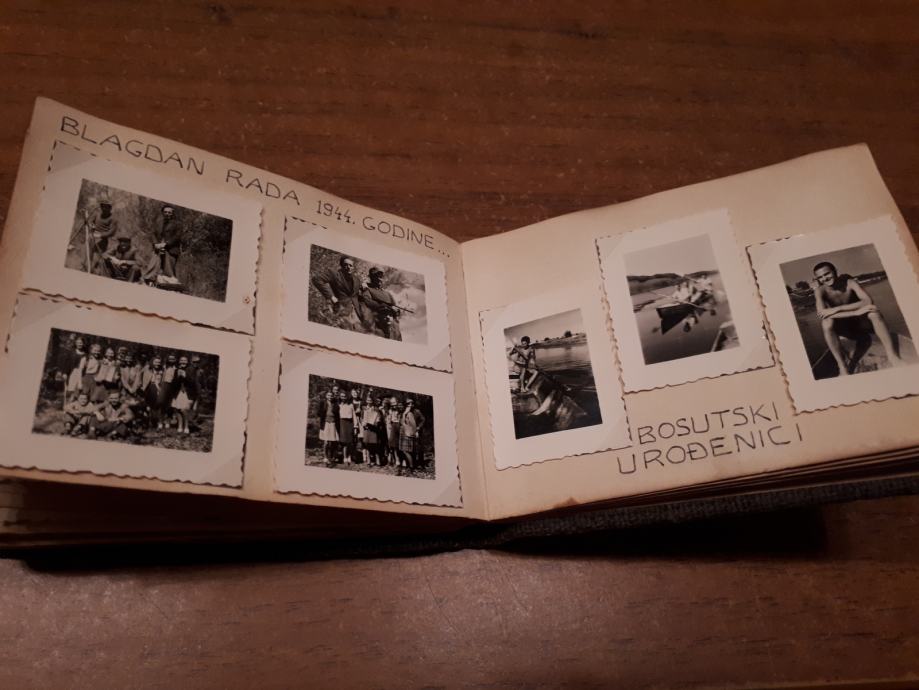 BLAGDAN RADA 1944. GODINE...
BOSUTSKI
UROĐENICI